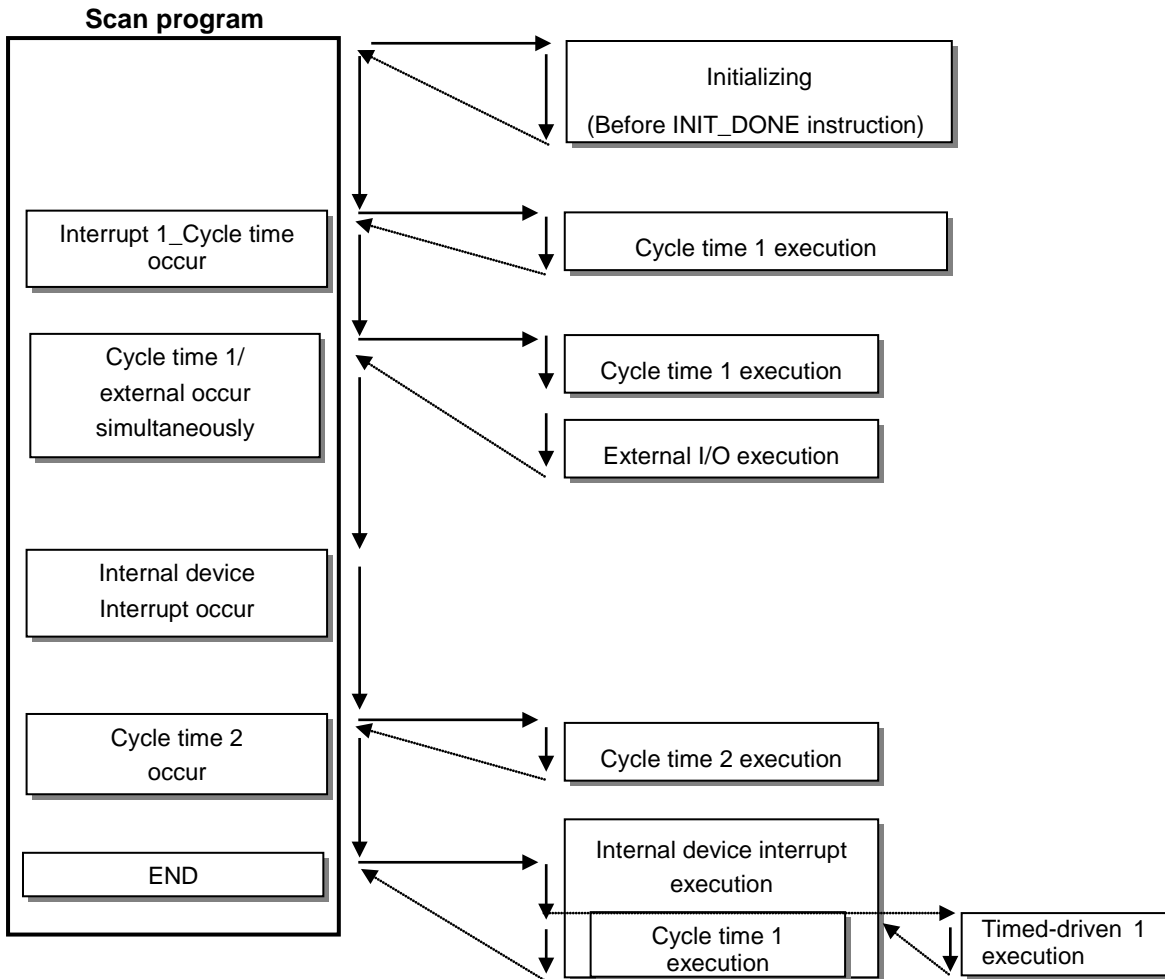 Scan program
Initializing
(Before INIT_DONE instruction)
Interrupt 1_Cycle time
occur
Cycle time 1 execution
Cycle time 1/
external occur
simultaneously
Cycle time 1 execution
External I/O execution
Internal device
Interrupt occur
Cycle time 2
occur
Cycle time 2 execution
END
Internal device interrupt
execution
Cycle time 1
execution
Timed-driven 1
execution